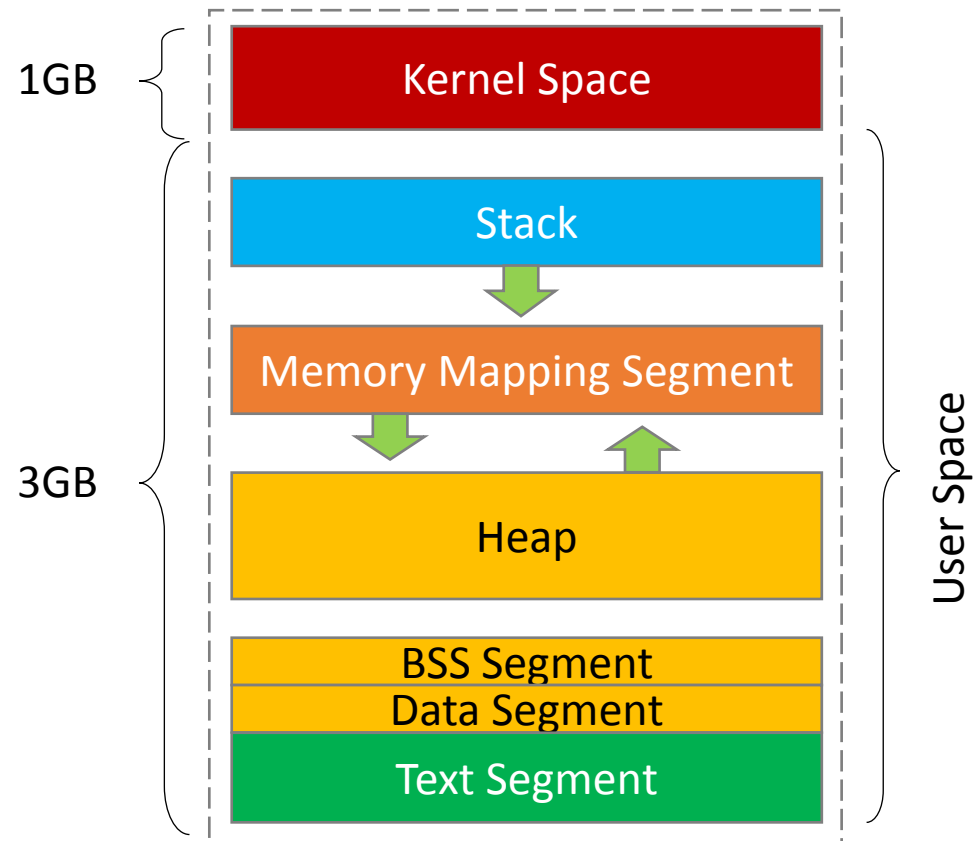 1GB
Kernel Space
Stack
Memory Mapping Segment
3GB
Heap
User Space
BSS Segment
Data Segment
Text Segment